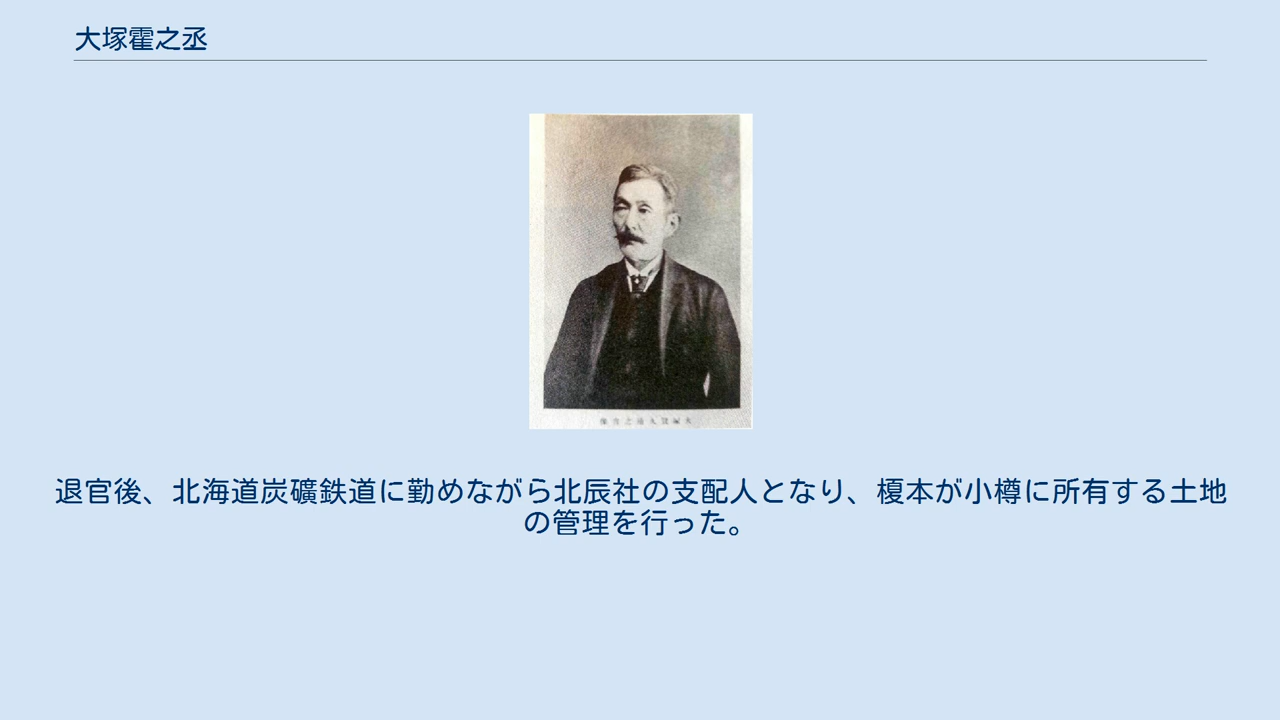 大塚霍之丞
退官後、北海道炭礦鉄道に勤めながら北辰社の支配人となり、榎本が小樽に所有する土地
の管理を行った。